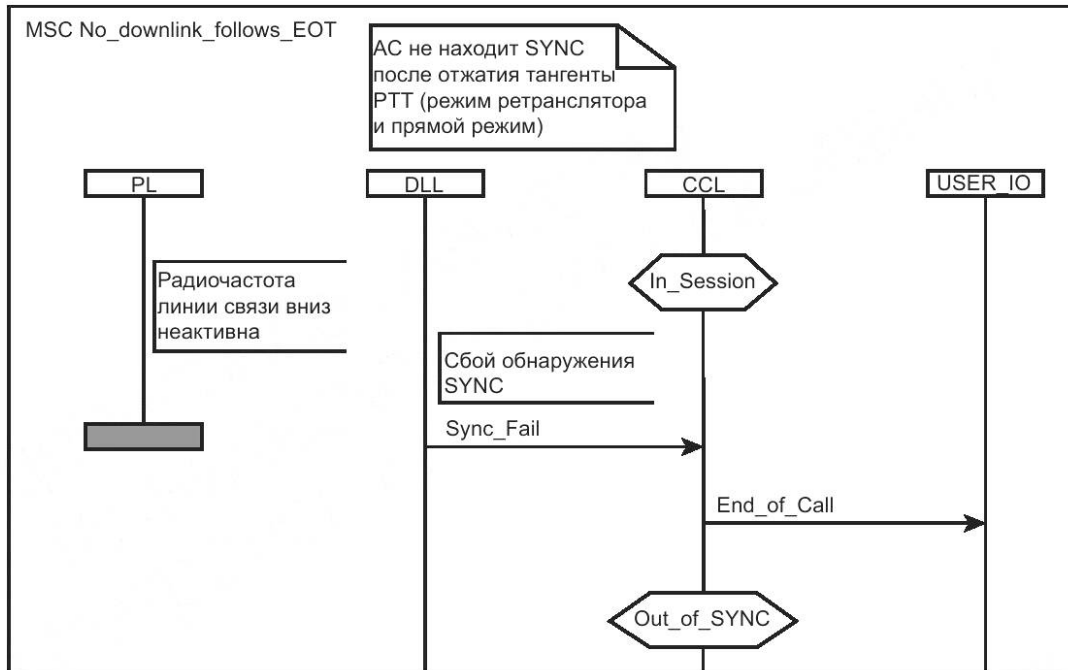 MSC No_downlink_follows_EOT
АС не находит SYNC
после отжатия тангенты
PTT (режим ретранслятора
и прямой режим)
PL
DLL
CCL
USER_IO
Радиочастота
линии связи вниз
неактивна
In_Session
Сбой обнаружения
SYNC
Sync_Fail
End_of_Call
Out_of_SYNC